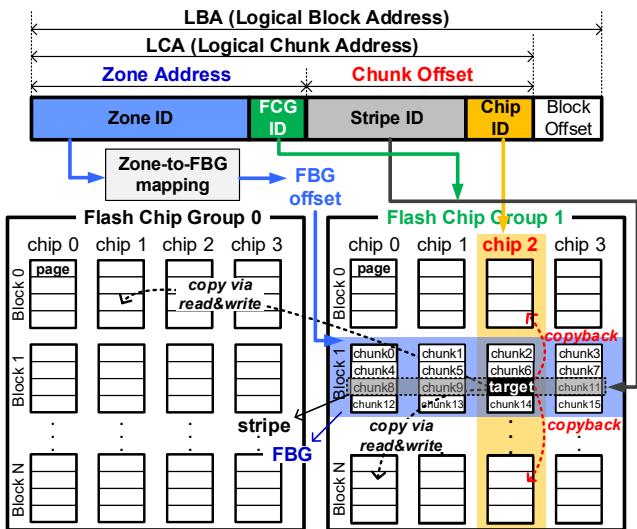 LBA (Logical Block Address)
LCA (Logical Chunk Address)
Zone Address
Chunk Offset
Zone ID
FCG ID
Stripe ID
Chip ID
Block Offset
Zone-to-FBG mapping
FBG offset
Flash Chip Group 0
chip 0 chip 1 chip 2 chip 3
Block 0
page
Block 1
Block N
copy via read&write
stripe
FBG
Flash Chip Group 1
chip 0 chip 1 chip 2 chip 3
Block 0
page
copyback
Block 1
chunk0 chunk1 chunk2 chunk3
chunk4 chunk5 chunk6 chunk7
chunk8 chunk9 target chunk11
chunk12 chunk13 chunk14 chunk15
copyback
copy via read&write
Block N